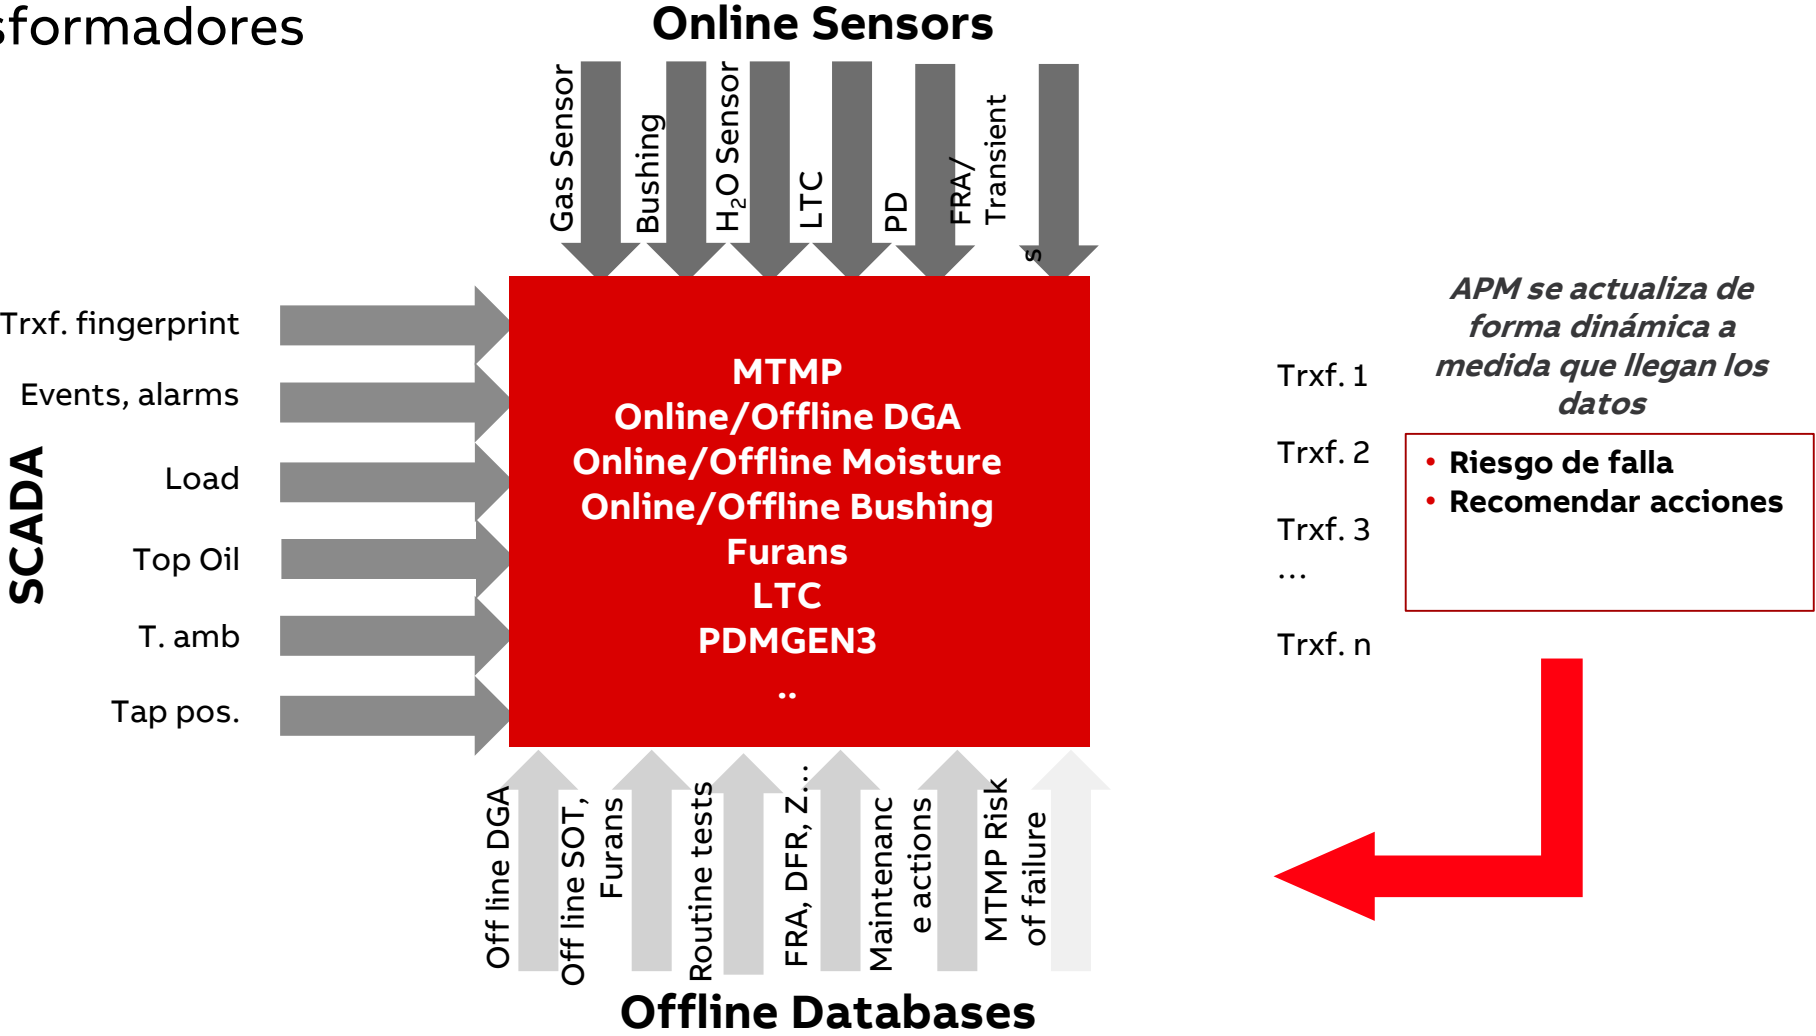 sformadores
Online Sensors
Gas Sensor
Bushing
H₂O Sensor
LTC
PD
FRA/
Transient
s
SCADA
Trxf. fingerprint
Events, alarms
Load
Top Oil
T. amb
Tap pos.
MTMP
Online/Offline DGA
Online/Offline Moisture
Online/Offline Bushing
Furans
LTC
PDMGEN3
..
Trxf. 1
Trxf. 2
Trxf. 3
...
Trxf. n
APM se actualiza de
forma dinámica a
medida que llegan los
datos
• Riesgo de falla
• Recomendar acciones
Off line DGA
Off line SOT,
Furans
Routine tests
FRA, DFR, Z...
Maintenanc
e actions
MTMP Risk
of failure
Offline Databases